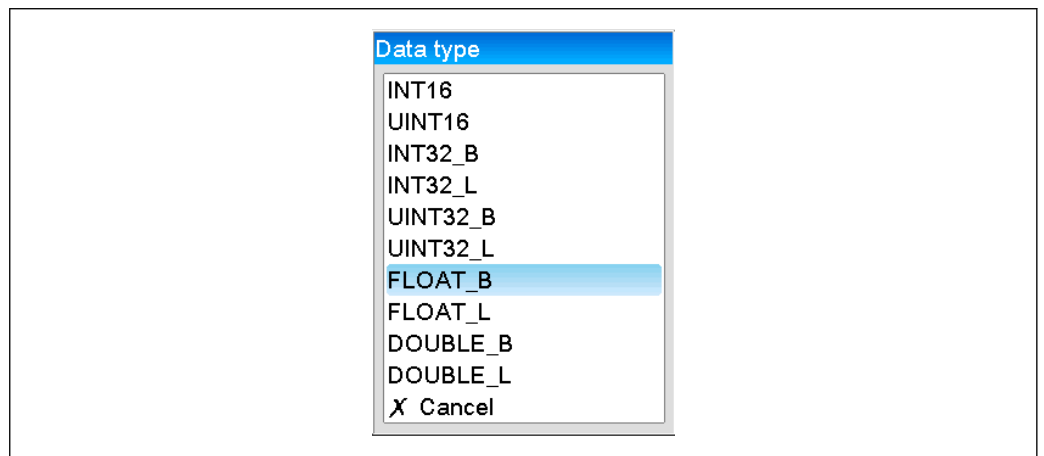 Data type
INT16
UINT16
INT32_B
INT32_L
UINT32_B
UINT32_L
FLOAT_B
FLOAT_L
DOUBLE_B
DOUBLE_L
X Cancel